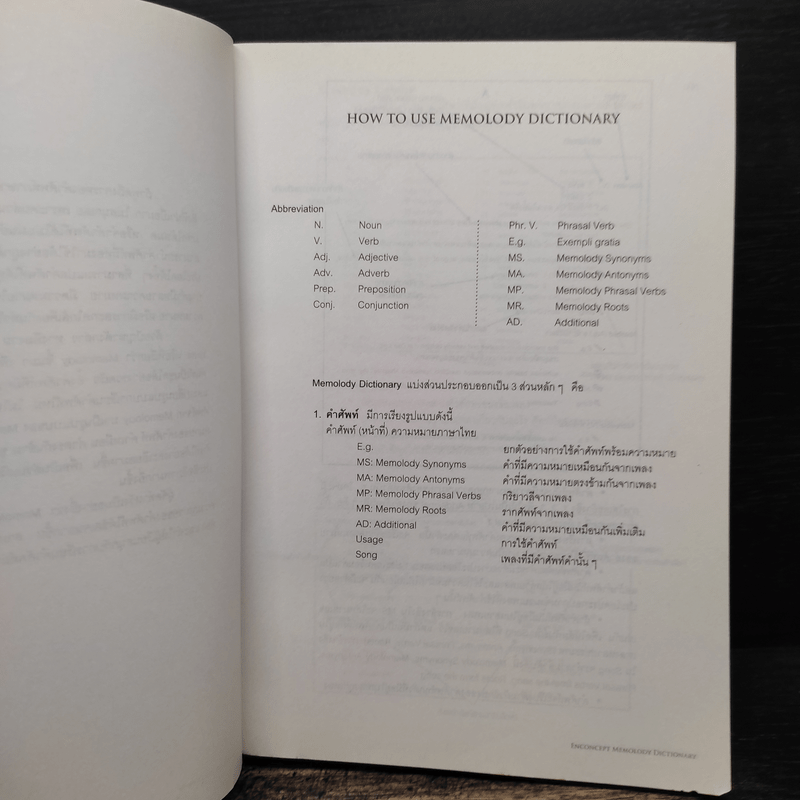 HOW TO USE MEMOLODY DICTIONARY
Abbreviation
N. Noun
V. Verb
Adj. Adjective
Adv. Adverb
Prep. Preposition
Conj. Conjunction
Phr. V. Phrasal Verb
E.g. Exempli gratia
MS. Memolody Synonyms
MA. Memolody Antonyms
MP. Memolody Phrasal Verbs
MR. Memolody Roots
AD. Additional
Memolody Dictionary แบ่งส่วนประกอบออกเป็น 3 ส่วนหลัก ๆ คือ
1. คำศัพท์ มีการเรียงรูปแบบดังนี้
คำศัพท์ (หน้าที่) ความหมายภาษาไทย
E.g. ยกตัวอย่างการใช้คำศัพท์พร้อมความหมาย
MS: Memolody Synonyms คำที่มีความหมายเหมือนกันจากเพลง
MA: Memolody Antonyms คำที่มีความหมายตรงข้ามกันจากเพลง
MP: Memolody Phrasal Verbs กริยาวลีจากเพลง
MR: Memolody Roots รากศัพท์จากเพลง
AD: Additional คำที่มีความหมายเหมือนกันเพิ่มเติม
Usage การใช้คำศัพท์
Song เพลงที่มีคำศัพท์คำนั้น ๆ
ENCONCEPT MEMOLODY DICTIONARY